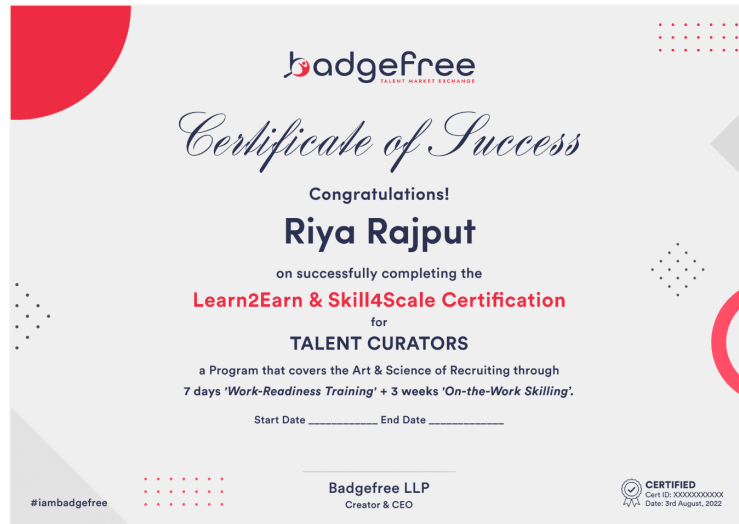 badgefree
TALENT MARKET EXCHANGE
Certificate of Success
Congratulations!
Riya Rajput
on successfully completing the
Learn2Earn & Skill4Scale Certification
for
TALENT CURATORS
a Program that covers the Art & Science of Recruiting through
7 days 'Work-Readiness Training' + 3 weeks 'On-the-Work Skilling'.
Start Date ____________ End Date _____________
Badgefree LLP
Creator & CEO
#iambadgefree
CERTIFIED
Cert ID: XXXXXXXXXXX
Date: 3rd August, 2022